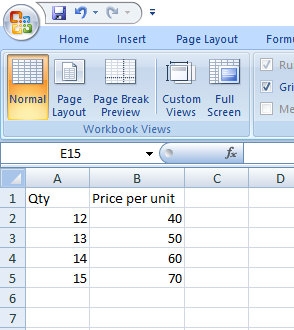 Home Insert Page Layout Formu
Normal Page Layout Page Break Preview Custom Views Full Screen
Ru
Gri
Me
Workbook Views
E15 fx
A B C D
1 Qty Price per unit
2 12 40
3 13 50
4 14 60
5 15 70
6
7
8